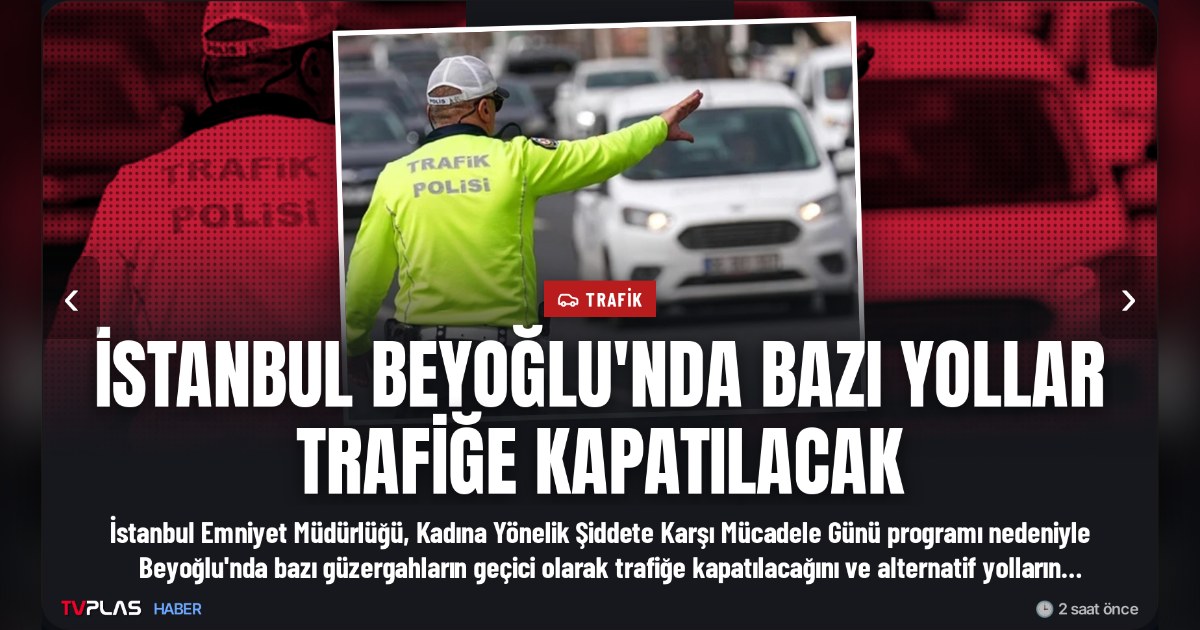 TRAFİK
POLİSİ
POLİS
TRAFİK
POLİSİ
TRAFİK
İSTANBUL BEYOĞLU'NDA BAZI YOLLAR
TRAFİĞE KAPATILACAK
İstanbul Emniyet Müdürlüğü, Kadına Yönelik Şiddete Karşı Mücadele Günü programı nedeniyle
Beyoğlu'nda bazı güzergahların geçici olarak trafiğe kapatılacağını ve alternatif yolların...
TVPLAS HABER
2 saat önce